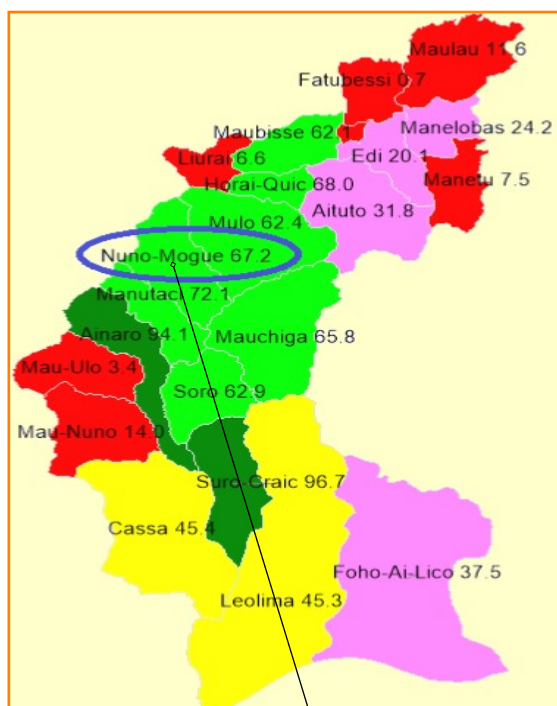 Maulau 11.6
Fatubessi 0.7
Maubisse 62.1
Manelobas 24.2
Edi 20.1
Liurai 6.6
Manetu 7.5
Horai-Quic 68.0
Aituto 31.8
Mulo 62.4
Nuno-Mogue 67.2
Manutaci 72.1
Ainaro 94.1
Mauchiga 65.8
Mau-Ulo 3.4
Soro 62.9
Mau-Nuno 14.0
Suro-Craic 96.7
Cassa 45.4
Foho-Ai-Lico 37.5
Leolima 45.3